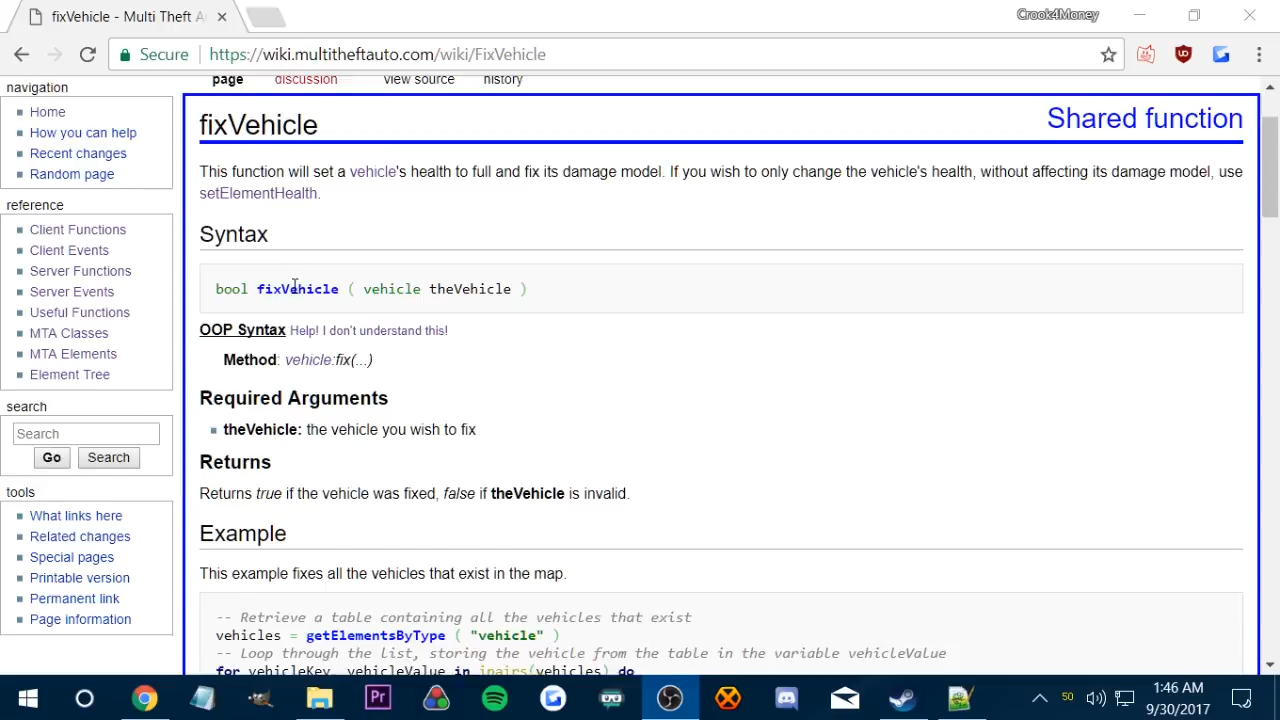 fixVehicle - Multi Theft A
Crook4Money
Secure
https://wiki.multitheftauto.com/wiki/FixVehicle
page
discussion
view source
history
navigation
Home
How you can help
Recent changes
Random page
reference
Client Functions
Client Events
Server Functions
Server Events
Useful Functions
MTA Classes
MTA Elements
Element Tree
search
Search
Go
Search
tools
What links here
Related changes
Special pages
Printable version
Permanent link
Page information
fixVehicle
Shared function
This function will set a vehicle's health to full and fix its damage model. If you wish to only change the vehicle's health, without affecting its damage model, use
setElementHealth.
Syntax
bool fixVehicle ( vehicle theVehicle )
OOP Syntax Help! I don't understand this!
Method: vehicle:fix(...)
Required Arguments
theVehicle: the vehicle you wish to fix
Returns
Returns true if the vehicle was fixed, false if theVehicle is invalid.
Example
This example fixes all the vehicles that exist in the map.
-- Retrieve a table containing all the vehicles that exist
vehicles = getElementsByType ( "vehicle" )
-- Loop through the list, storing the vehicle from the table in the variable vehicleValue
for vehicleKey, vehicleValue in ipairs(vehicles) do
Pr
50
1:46 AM
9/30/2017